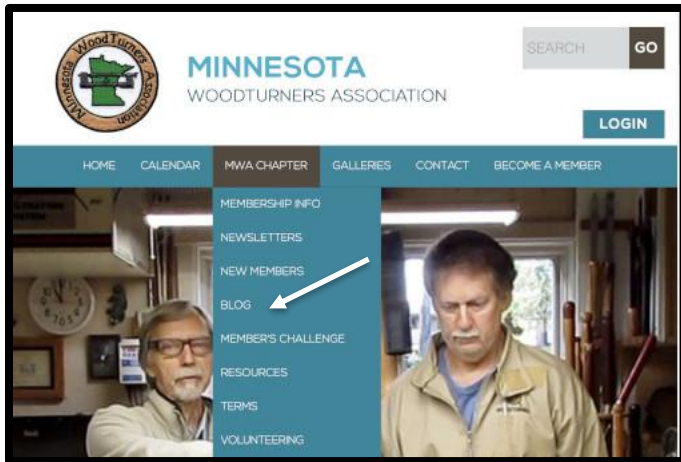 Minnesota WoodTurners Association
MINNESOTA
WOODTURNERS ASSOCIATION
SEARCH
GO
LOGIN
HOME
CALENDAR
MWA CHAPTER
GALLERIES
CONTACT
BECOME A MEMBER
MEMBERSHIP INFO
NEWSLETTERS
NEW MEMBERS
BLOG
MEMBER'S CHALLENGE
RESOURCES
TERMS
VOLUNTEERING